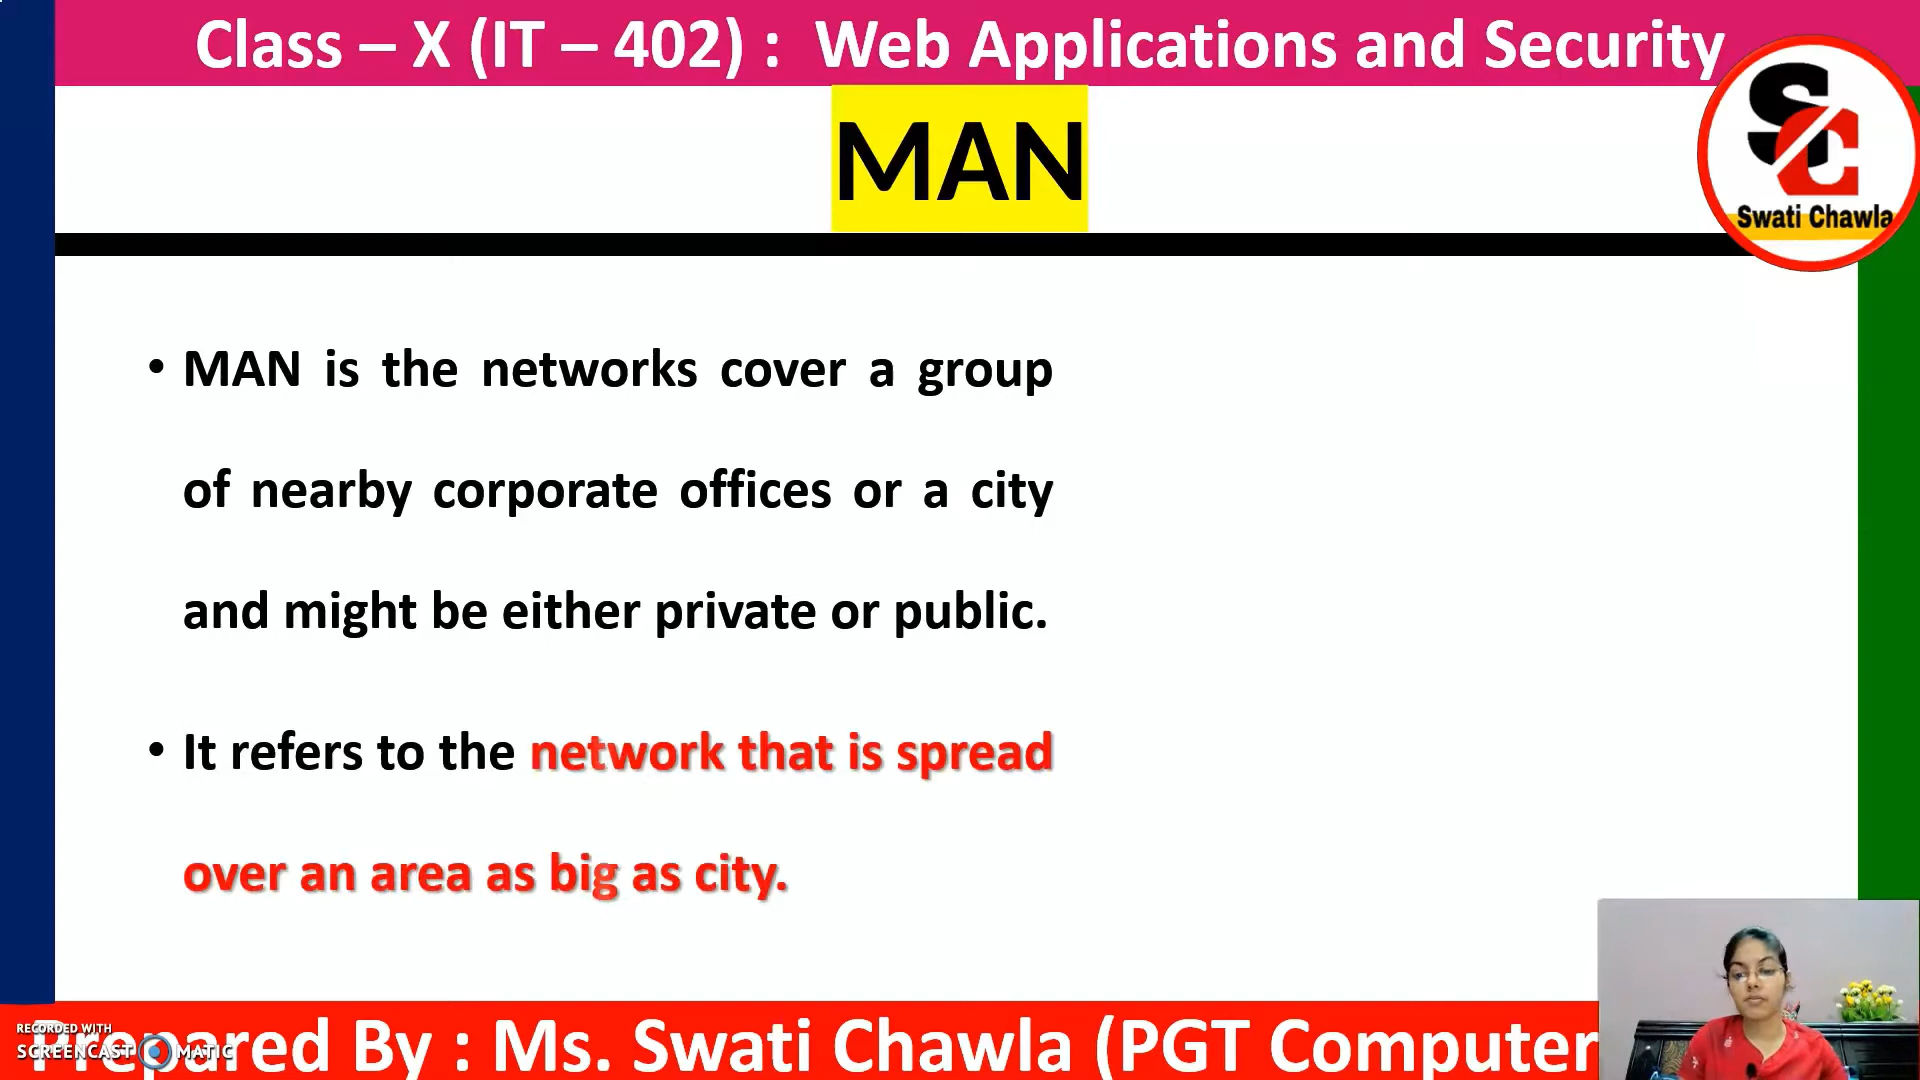 Class – X (IT – 402) : Web Applications and Security
MAN
SC
Swati Chawla
• MAN is the networks cover a group
of nearby corporate offices or a city
and might be either private or public.
• It refers to the network that is spread
over an area as big as city.
Prepared By : Ms. Swati Chawla (PGT Computer
RECORDED WITH
SCREENCAST MATIC